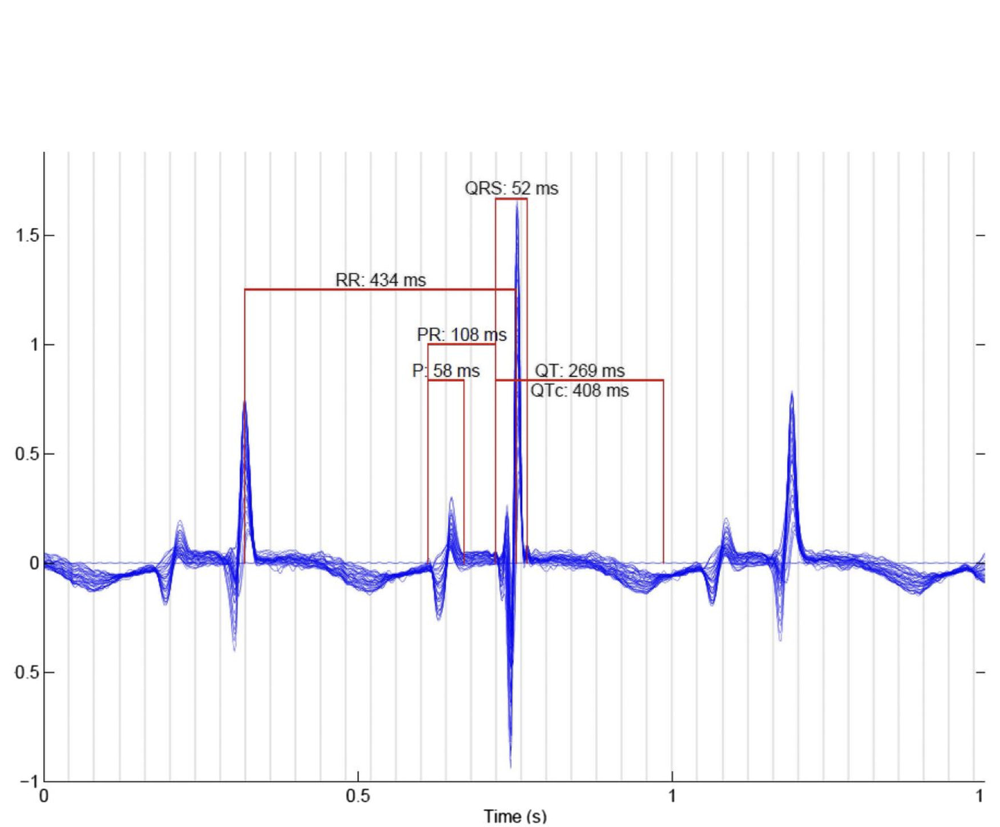 QRS: 52 ms
1.5
RR: 434 ms
PR: 108 ms
1
P: 58 ms
QT: 269 ms
QTc: 408 ms
0.5
0
0.5
−1
0 0.5 1 1
Time (s)